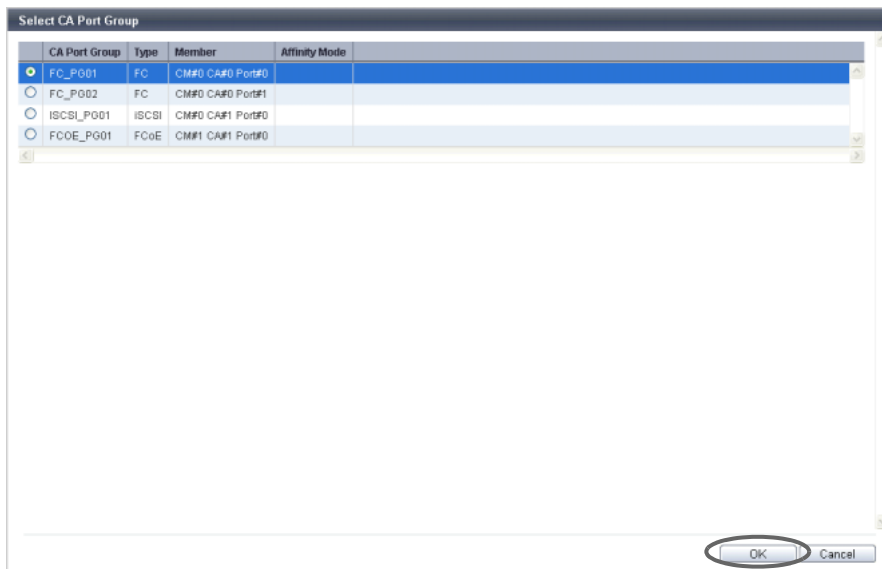 Select CA Port Group
CA Port Group Type Member Affinity Mode
FC_PG01 FC CM#0 CA#0 Port#0
FC_PG02 FC CM#0 CA#0 Port#1
ISCSI_PG01 iSCSI CM#0 CA#1 Port#0
FCOE_PG01 FCoE CM#1 CA#1 Port#0
OK Cancel